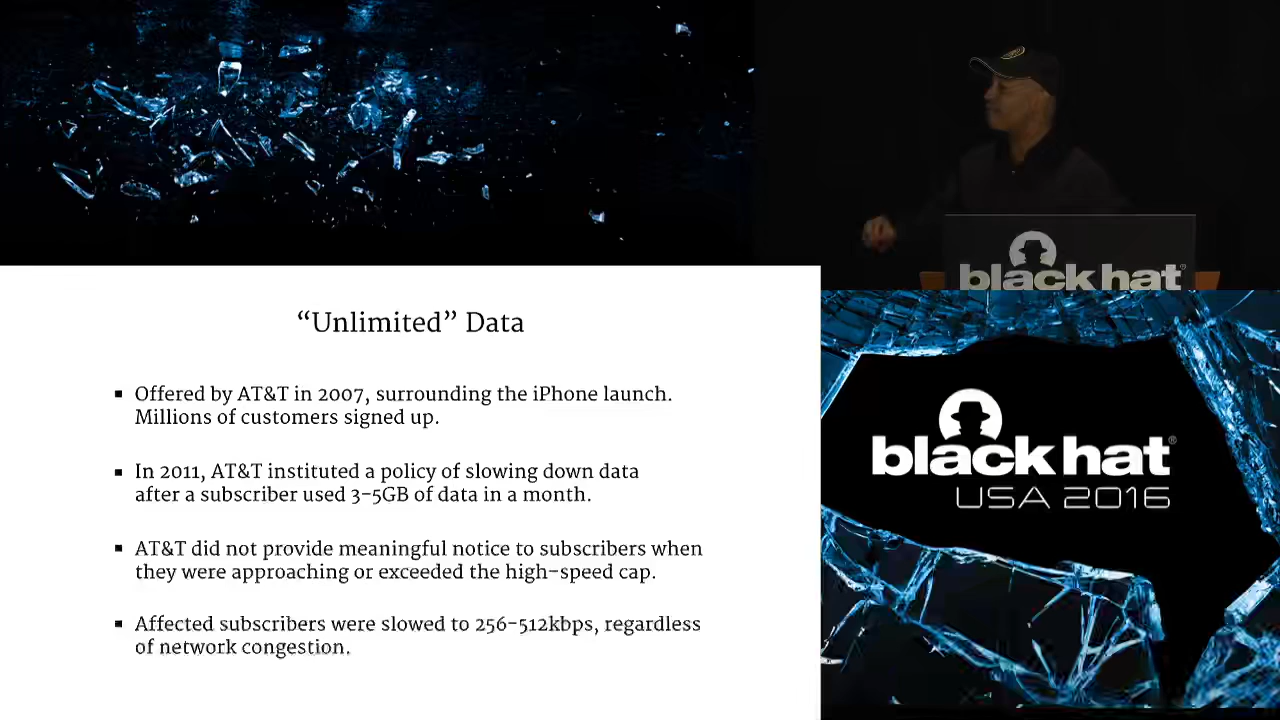 black hat®
"Unlimited" Data
▪ Offered by AT&T in 2007, surrounding the iPhone launch.
Millions of customers signed up.
▪ In 2011, AT&T instituted a policy of slowing down data
after a subscriber used 3-5GB of data in a month.
▪ AT&T did not provide meaningful notice to subscribers when
they were approaching or exceeded the high-speed cap.
▪ Affected subscribers were slowed to 256-512kbps, regardless
of network congestion.
black hat®
USA 2016